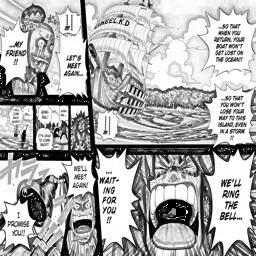 ...SO THAT
WHEN YOU
RETURN, YOUR
BOAT WON'T
GET LOST ON
THE OCEAN!!
...SO THAT
YOU WON'T
LOSE YOUR
WAY TO THIS
ISLAND, EVEN
IN A STORM
!!
LET'S
MEET
AGAIN...
...MY
FRIEND
!!
WE'LL
RING
THE
BELL...
...WAIT-
ING FOR
YOU
!!
WE'LL
MEET
AGAIN!
I
PROMISE
YOU!!